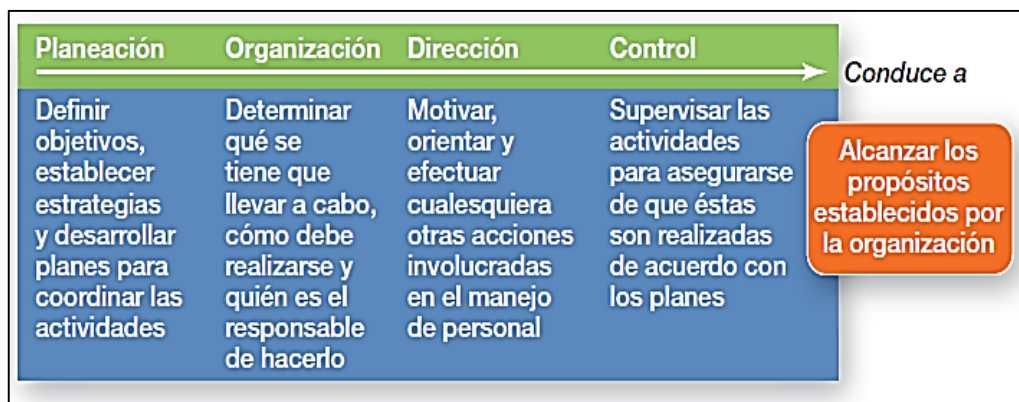 Planeación
Organización
Dirección
Control
Conduce a
Definir
objetivos,
establecer
estrategias
y desarrollar
planes para
coordinar las
actividades
Determinar
qué se
tiene que
llevar a cabo,
cómo debe
realizarse y
quién es el
responsable
de hacerlo
Motivar,
orientar y
efectuar
cualesquiera
otras acciones
involucradas
en el manejo
de personal
Supervisar las
actividades
para asegurarse
de que éstas
son realizadas
de acuerdo con
los planes
Alcanzar los
propósitos
establecidos por
la organización